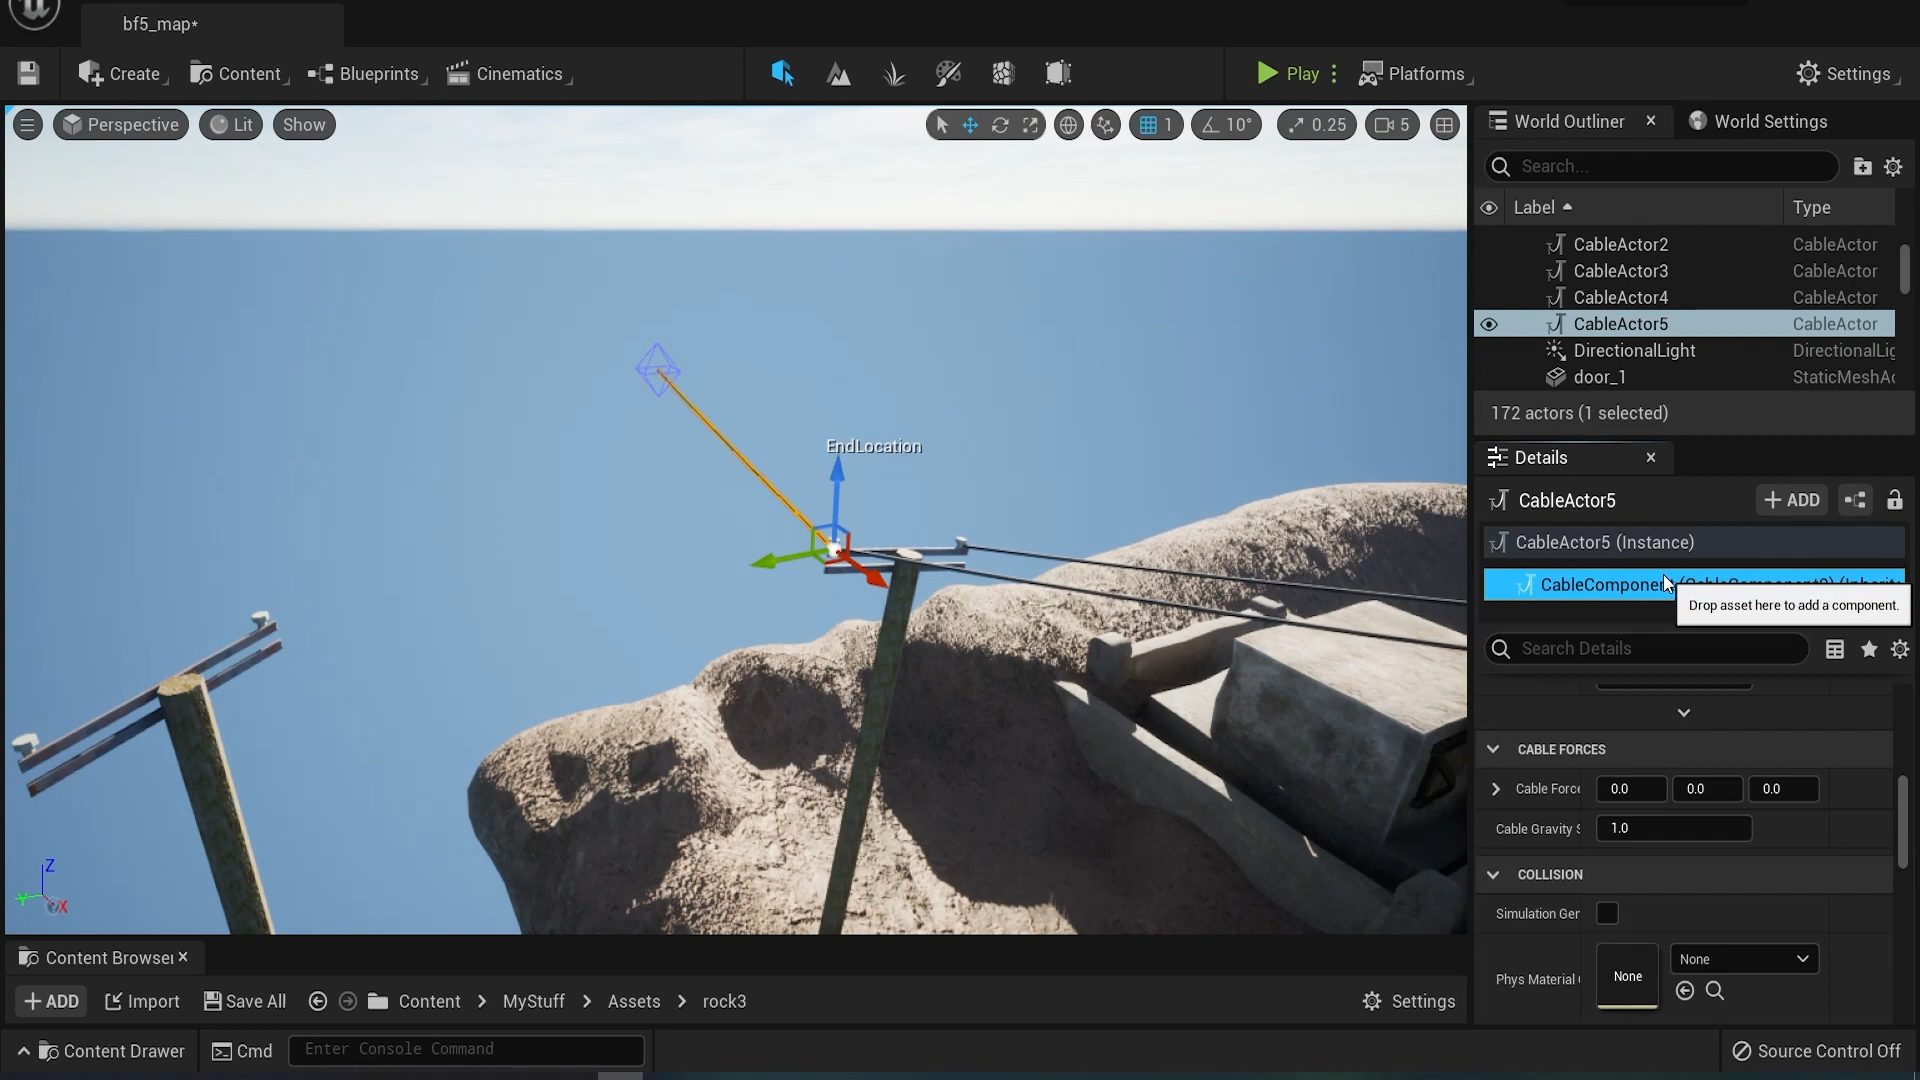 bf5_map*
Create
Content
Blueprints
Cinematics
Play
Platforms
Settings
Perspective
Lit
Show
1
10°
0.25
5
World Outliner
World Settings
Search...
Label
Type
CableActor2 CableActor
CableActor3 CableActor
CableActor4 CableActor
CableActor5 CableActor
DirectionalLight DirectionalLig
door_1 StaticMeshAc
172 actors (1 selected)
EndLocation
Details
CableActor5
ADD
CableActor5 (Instance)
CableComponen
Drop asset here to add a component.
Search Details
CABLE FORCES
Cable Force 0.0 0.0 0.0
Cable Gravity S 1.0
COLLISION
Simulation Gen
Phys Material
None
None
Z
Y
X
Content Browser
ADD
Import
Save All
Content
MyStuff
Assets
rock3
Settings
Content Drawer
Cmd
Enter Console Command
Source Control Off